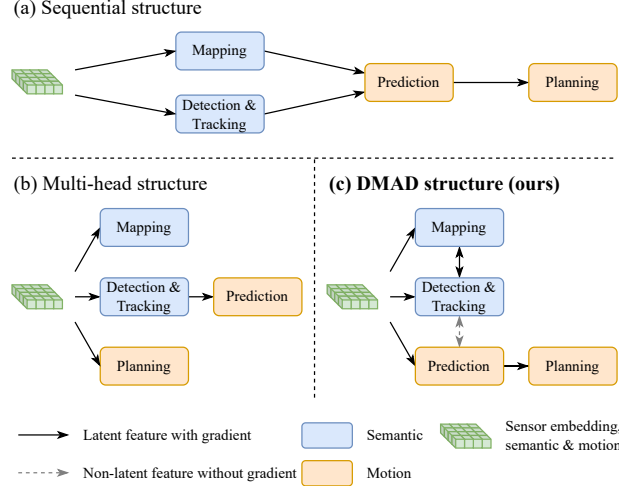 (a) Sequential structure
Mapping
Detection &
Tracking
Prediction
Planning
(b) Multi-head structure
Mapping
Detection &
Tracking
Prediction
Planning
(c) DMAD structure (ours)
Mapping
Detection &
Tracking
Prediction
Planning
Latent feature with gradient
Semantic
Sensor embedding,
semantic & motion
Non-latent feature without gradient
Motion